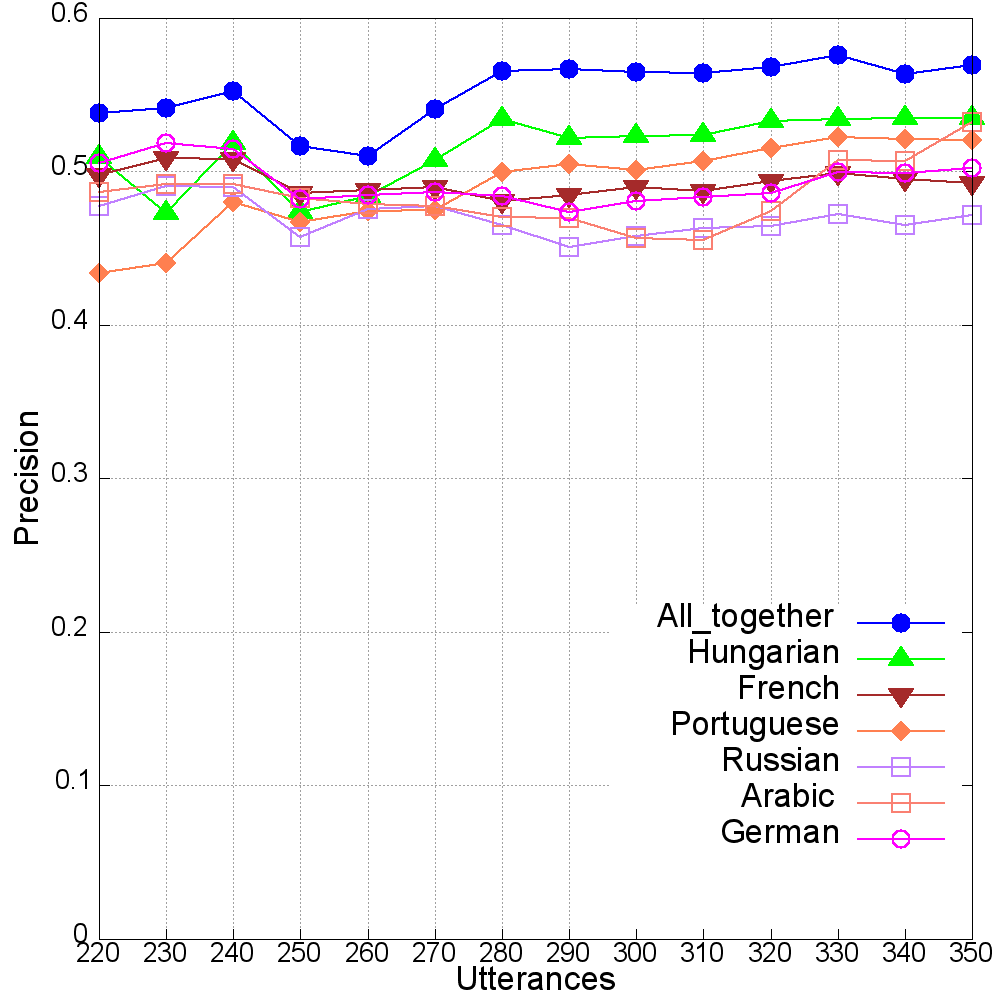 0.6
0.5
0.4
0.3
0.2
0.1
0
Precision
220 230 240 250 260 270 280 290 300 310 320 330 340 350
Utterances
All_together
Hungarian
French
Portuguese
Russian
Arabic
German